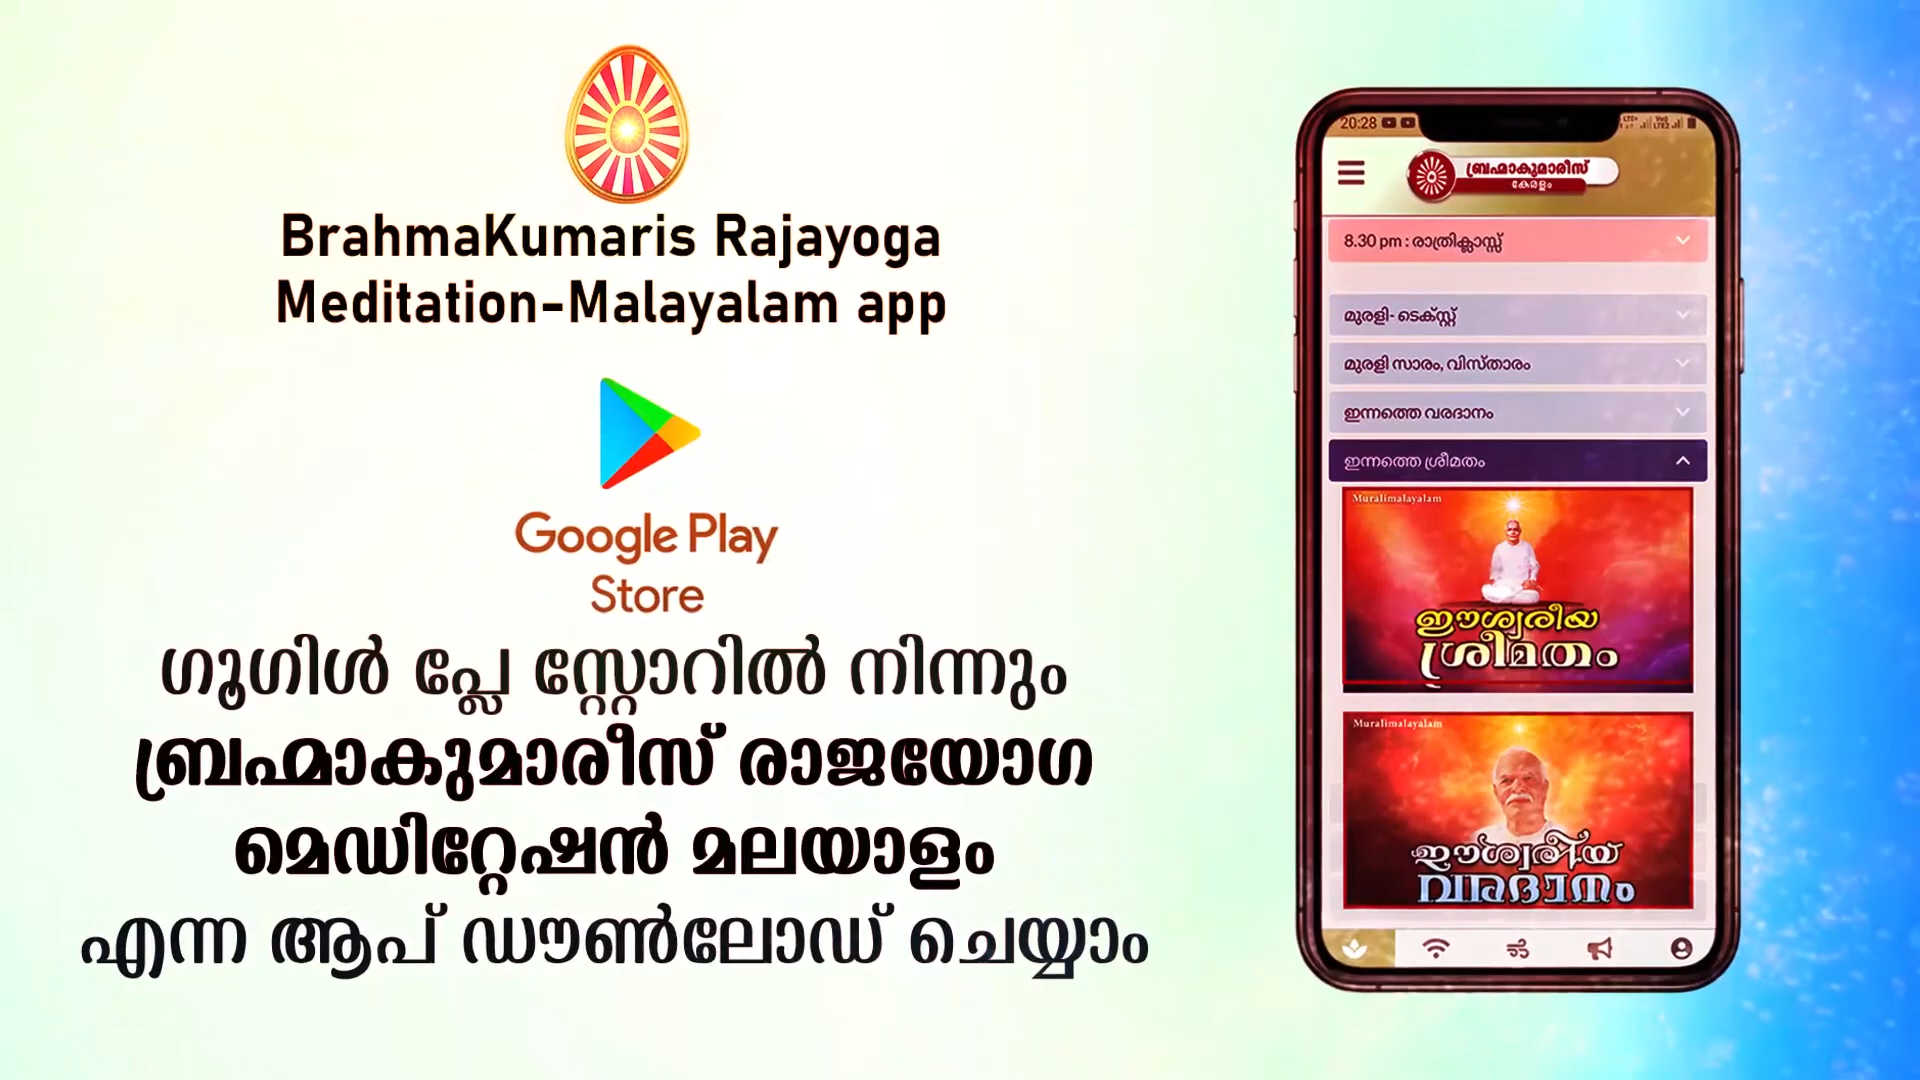 BrahmaKumaris Rajayoga
Meditation-Malayalam app
Google Play
Store
ഗൂഗിൾ പ്ലേ സ്റ്റോറിൽ നിന്നും
ബ്രഹ്മാകുമാരീസ് രാജയോഗ
മെഡിറ്റേഷൻ മലയാളം
എന്ന ആപ് ഡൗൺലോഡ് ചെയ്യാം
20:28
ബ്രഹ്മാകുമാരീസ്
കേരളം
8.30 pm : രാത്രിക്ലാസ്സ്
മുരളി- ടെക്സ്റ്റ്
മുരളി സാരം, വിസ്താരം
ഇന്നത്തെ വരദാനം
ഇന്നത്തെ ശ്രീമതം
Muralimalayalam
ഈശ്വരീയ
ശ്രീമതം
Muralimalayalam
ഈശ്വരീയ
വരദാനം